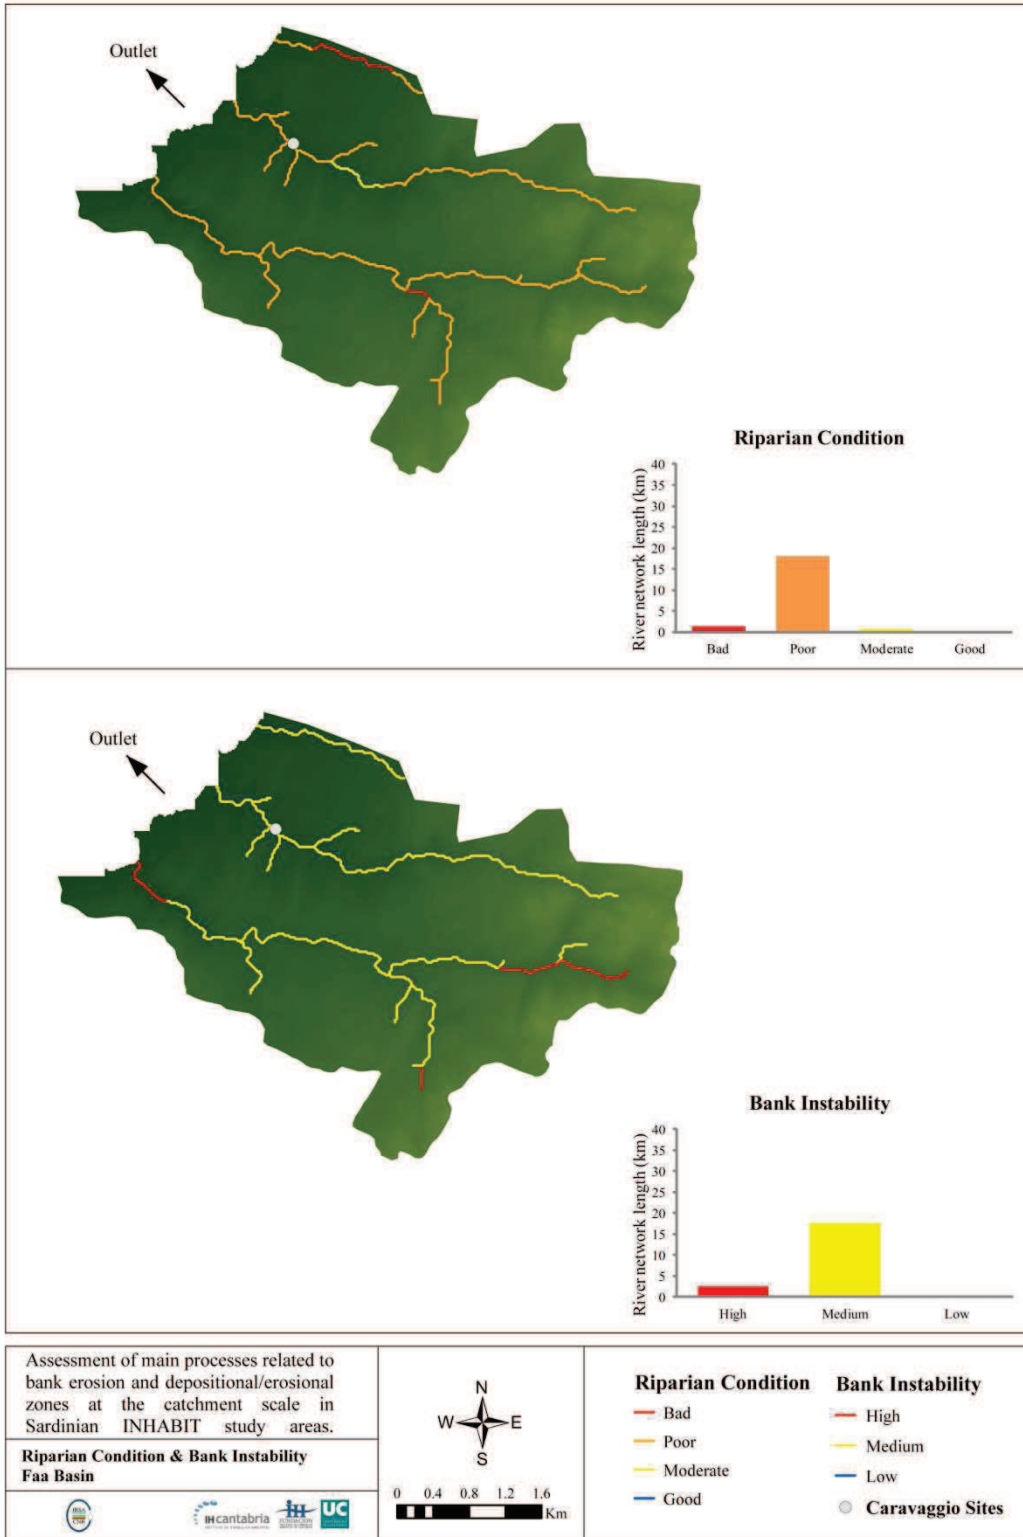 Outlet
Riparian Condition
River network length (km)
40
35
30
25
20
15
10
5
0
Bad
Poor
Moderate
Good
Outlet
Bank Instability
River network length (km)
40
35
30
25
20
15
10
5
0
High
Medium
Low
Assessment of main processes related to
bank erosion and depositional/erosional
zones at the catchment scale in
Sardinian INHABIT study areas.
Riparian Condition & Bank Instability
Faa Basin
IHcantabria
IH
FUNDACION
UC
N
W
E
S
0 0.4 0.8 1.2 1.6
Km
Riparian Condition
Bad
Poor
Moderate
Good
Bank Instability
High
Medium
Low
Caravaggio Sites